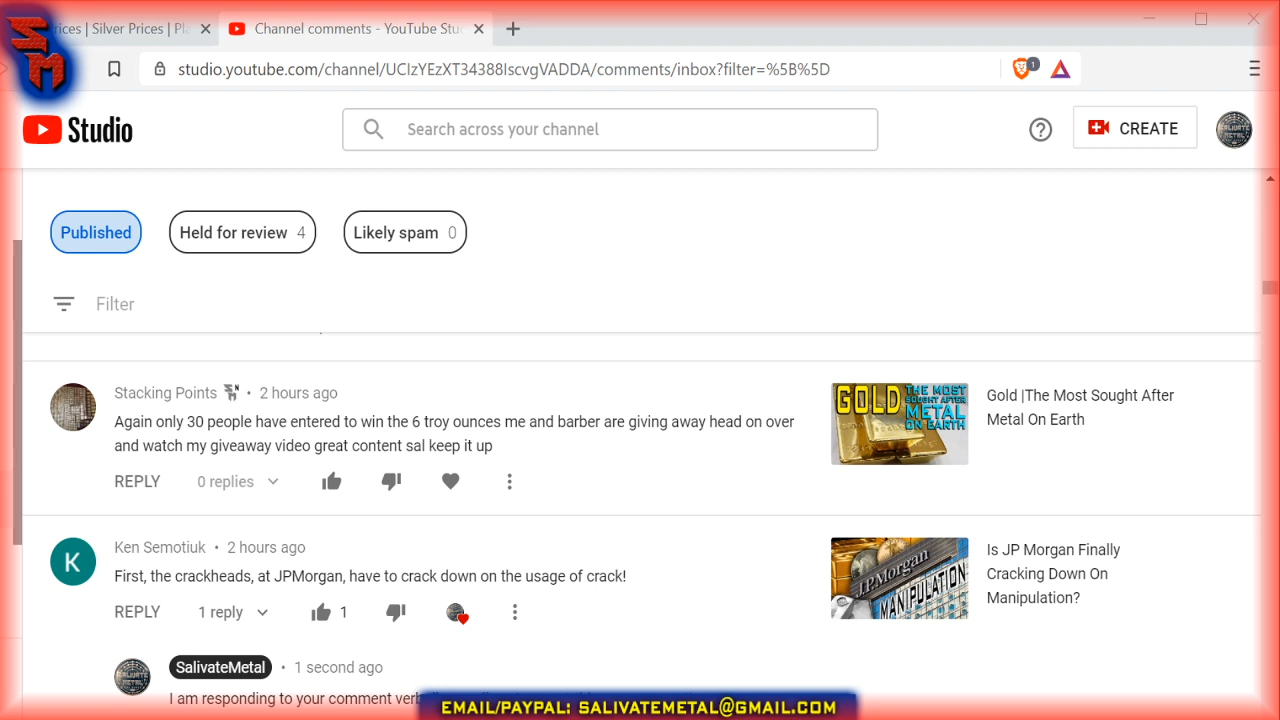 SM
rices | Silver Prices | Pla
Channel comments - YouTube Stu
studio.youtube.com/channel/UCIzYEzXT34388IscvgVADDA/comments/inbox?filter=%5B%5D
1
Studio
Search across your channel
CREATE
Published
Held for review 4
Likely spam 0
Filter
Stacking Points • 2 hours ago
Again only 30 people have entered to win the 6 troy ounces me and barber are giving away head on over
and watch my giveaway video great content sal keep it up
REPLY 0 replies
GOLD THE MOST
SOUGHT AFTER
METAL
ON EARTH
Gold |The Most Sought After
Metal On Earth
Ken Semotiuk • 2 hours ago
K
First, the crackheads, at JPMorgan, have to crack down on the usage of crack!
REPLY 1 reply 1
J.P.Morgan
MANIPULATION
Is JP Morgan Finally
Cracking Down On
Manipulation?
SalivateMetal • 1 second ago
I am responding to your comment
EMAIL/PAYPAL: SALIVATEMETAL@GMAIL.COM